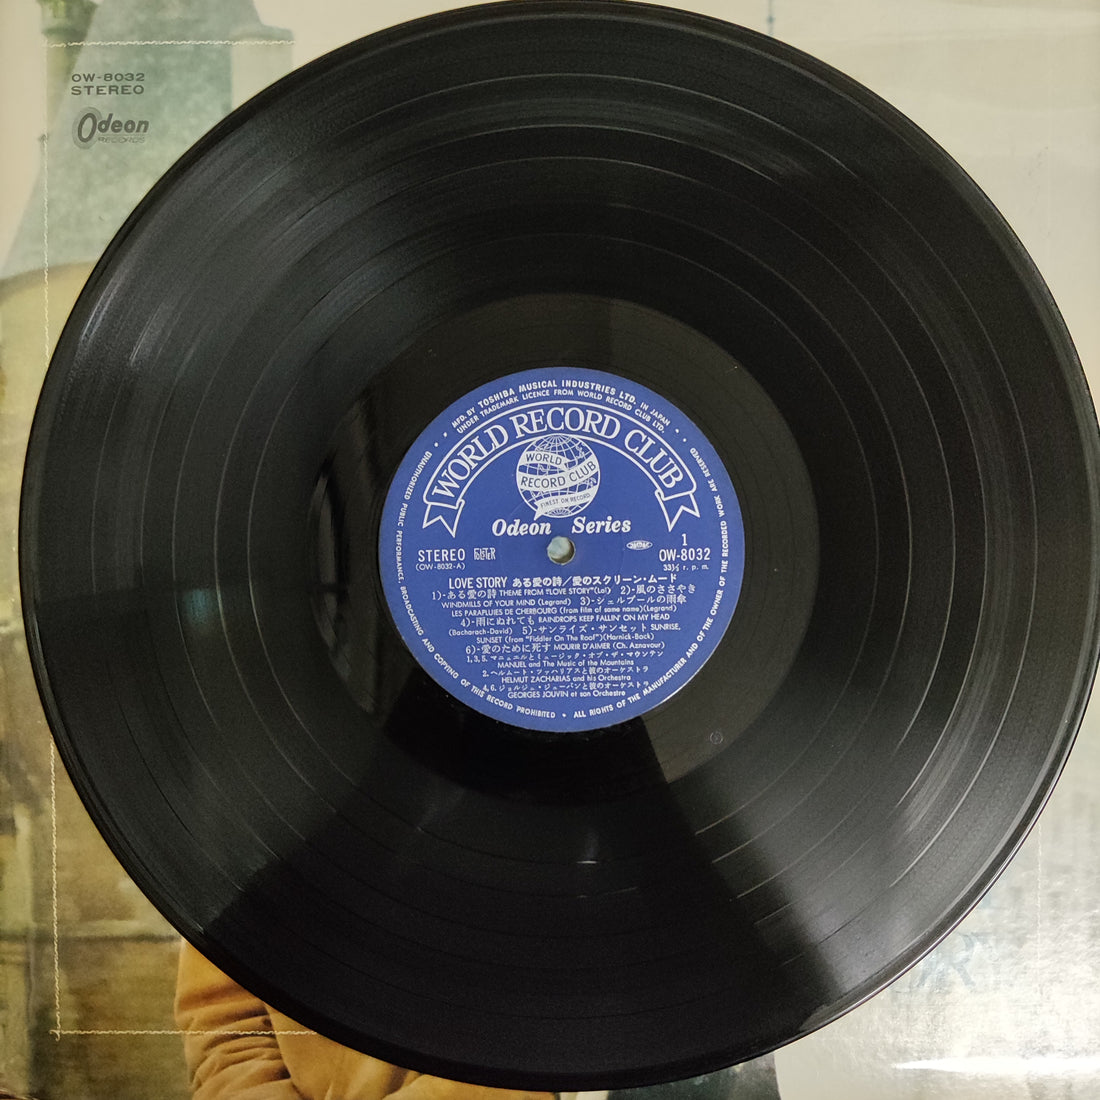 OW-8032
STEREO
Odeon
RECORDS
MFD. BY TOSHIBA MUSICAL INDUSTRIES LTD. IN JAPAN
UNDER TRADEMARK LICENCE FROM WORLD RECORD CLUB LTD.
UNAUTHORIZED PUBLIC PERFORMANCE. BROADCASTING AND COPYING OF THIS RECORD PROHIBITED • ALL RIGHTS OF THE MANUFACTURER AND OF THE OWNER OF THE RECORDED WORK ARE RESERVED
WORLD RECORD CLUB
WORLD
RECORD CLUB
FINEST ON RECORD
Odeon Series
STEREO
(OW-8032-A)
1
OW-8032
33⅓ r. p. m.
LOVE STORY ある愛の詩/愛のスクリーン・ムード
1)-ある愛の詩 THEME FROM "LOVE STORY"(Lai) 2)-風のささやき
WINDMILLS OF YOUR MIND (Legrand) 3)-シェルブールの雨傘
LES PARAPLUIES DE CHERBOURG (from film of same name)(Legrand)
4)-雨にぬれても RAINDROPS KEEP FALLIN' ON MY HEAD
(Bacharach-David) 5)-サンライズ・サンセット SUNRISE,
SUNSET (from "Fiddler On The Roof")(Harnick-Bock)
6)-愛のために死す MOURIR D'AIMER (Ch. Aznavour)
1, 3, 5. マニュエルとミュージック・オブ・ザ・マウンテン
MANUEL and The Music of the Mountains
2. ヘルムート・ツァハリアスと彼のオーケストラ
HELMUT ZACHARIAS and his Orchestra
4, 6. ジョルジュ・ジューバンと彼のオーケストラ
GEORGES JOUVIN et son Orchestre